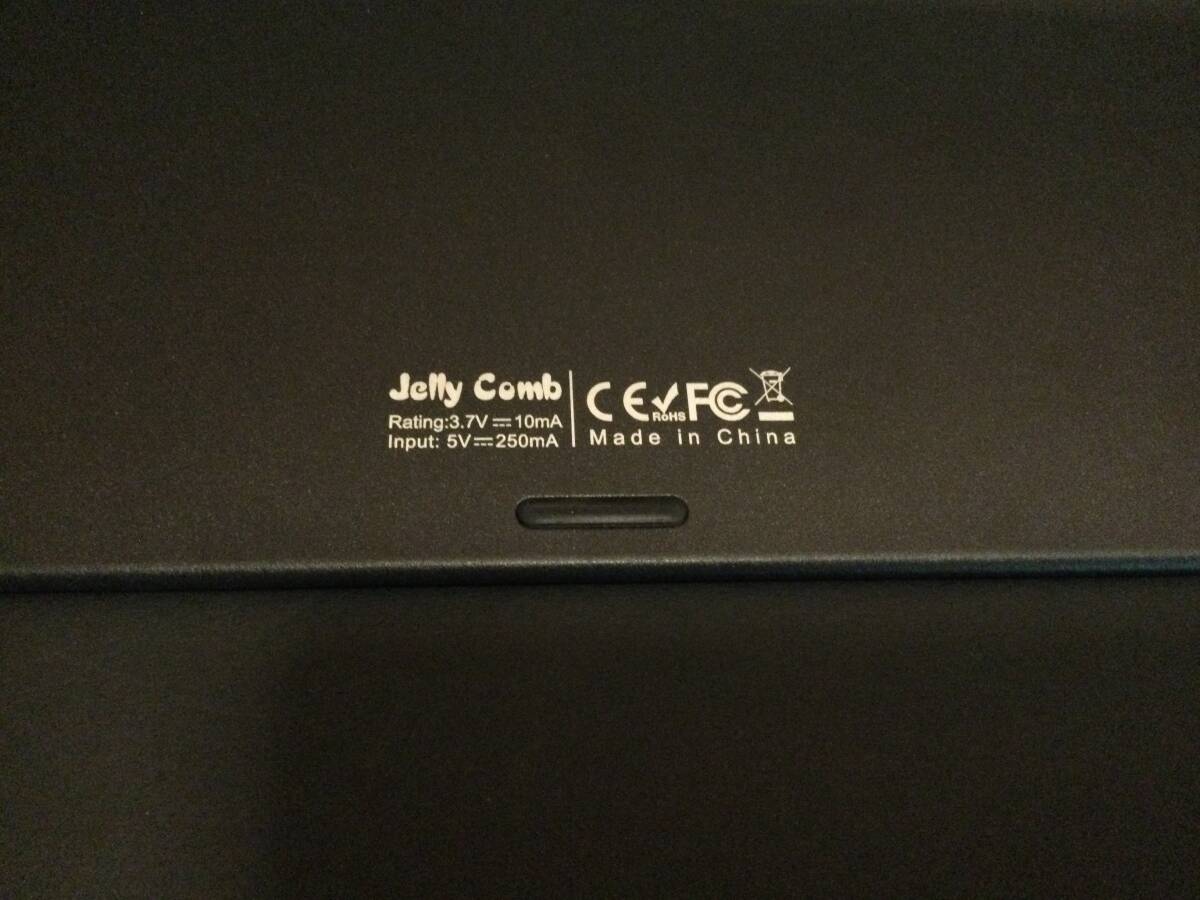 Jelly Comb
Rating:3.7V⎓10mA
Input: 5V⎓250mA
CE RoHS FC
Made in China